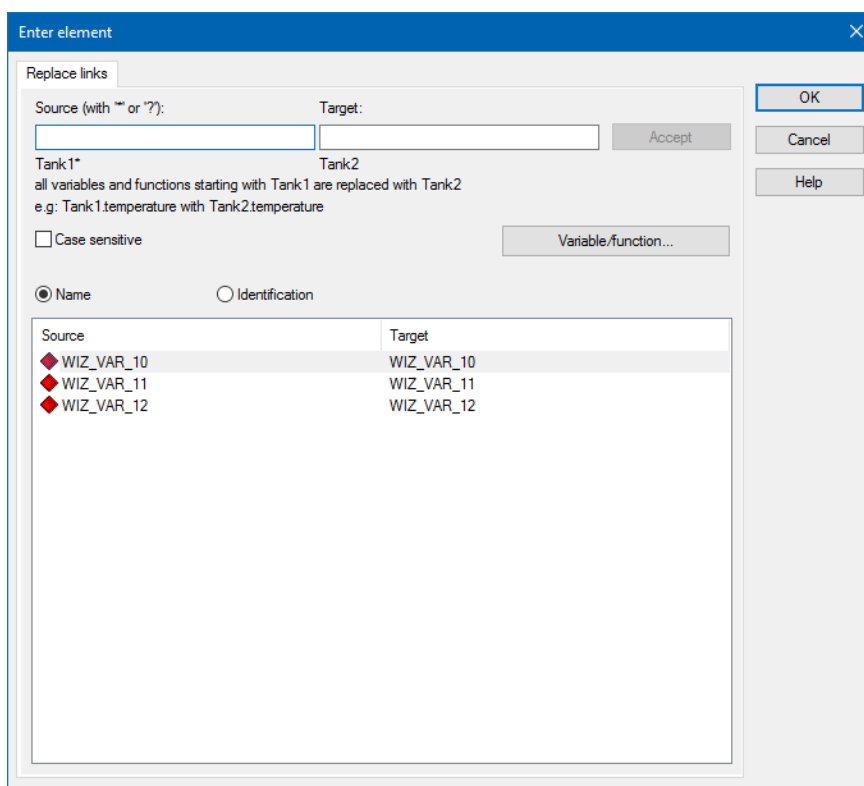 Enter element
Replace links
Source (with '*' or '?'): Target:
Accept
Tank1* Tank2
all variables and functions starting with Tank1 are replaced with Tank2
e.g: Tank1.temperature with Tank2.temperature
Case sensitive
Variable/function...
Name Identification
Source Target
WIZ_VAR_10 WIZ_VAR_10
WIZ_VAR_11 WIZ_VAR_11
WIZ_VAR_12 WIZ_VAR_12
OK
Cancel
Help